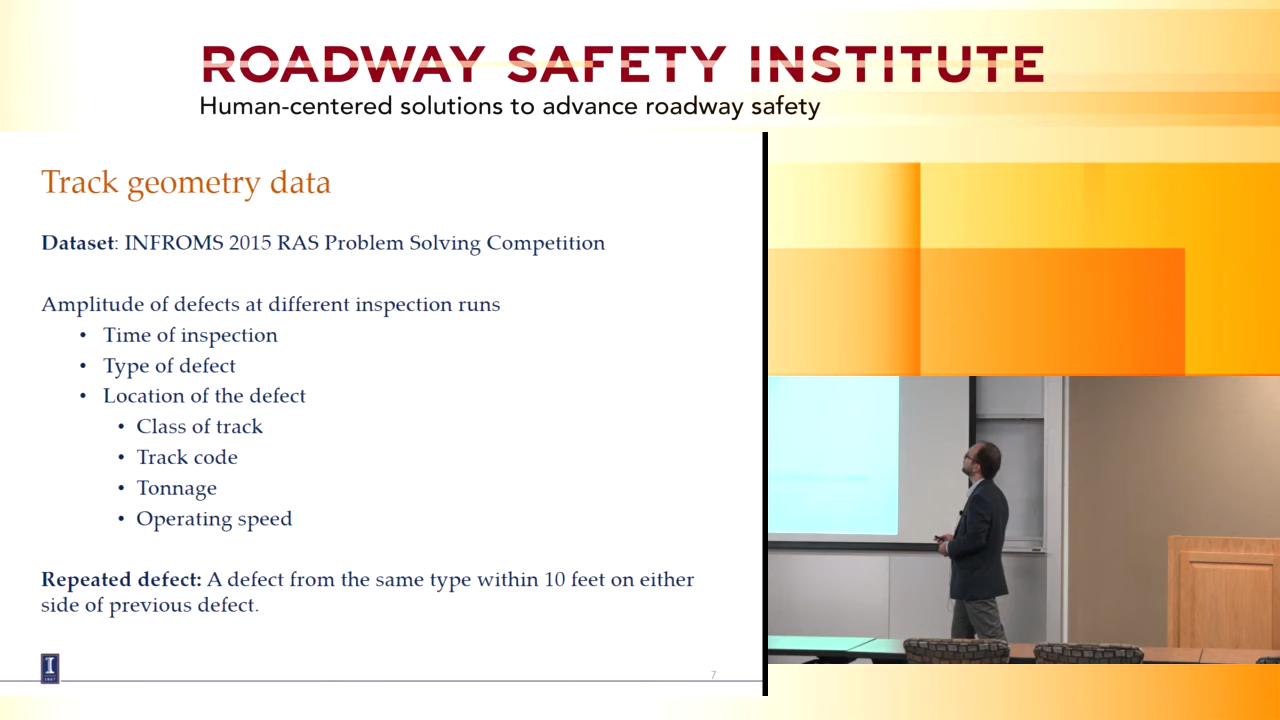 ROADWAY SAFETY INSTITUTE
Human-centered solutions to advance roadway safety
Track geometry data
Dataset: INFROMS 2015 RAS Problem Solving Competition
Amplitude of defects at different inspection runs
• Time of inspection
• Type of defect
• Location of the defect
• Class of track
• Track code
• Tonnage
• Operating speed
Repeated defect: A defect from the same type within 10 feet on either
side of previous defect.
I
7